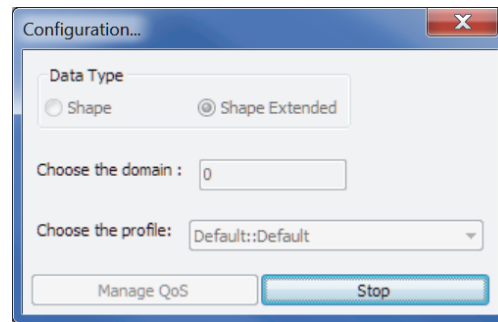 Configuration...
Data Type
Shape Shape Extended
Choose the domain : 0
Choose the profile: Default::Default
Manage QoS Stop